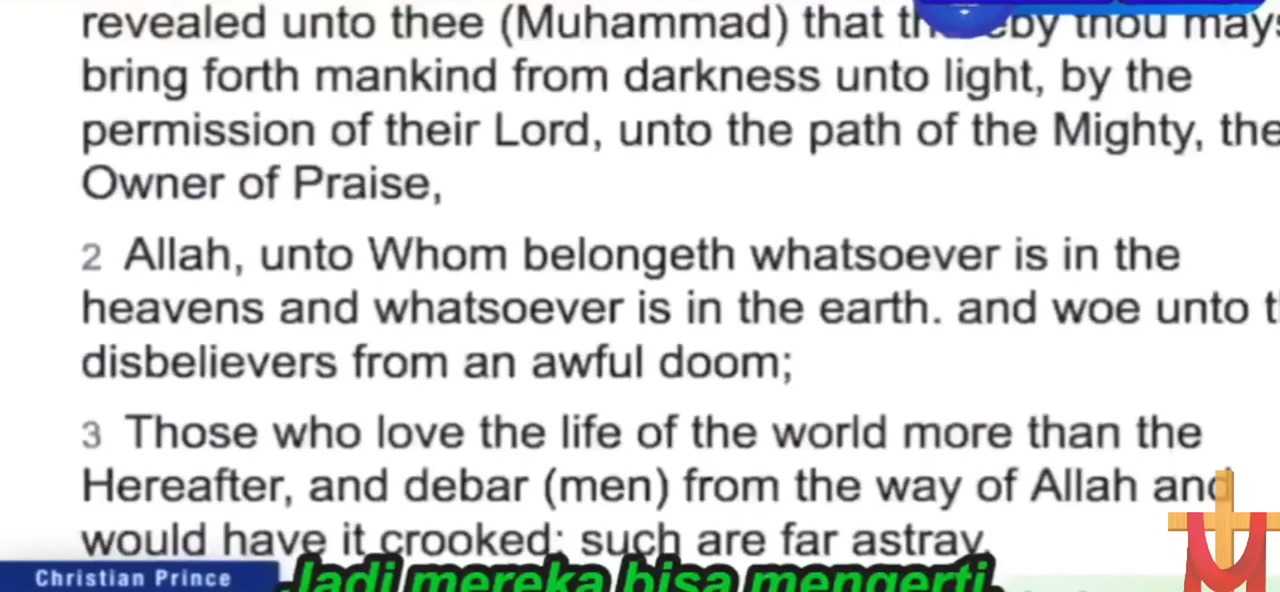 revealed unto thee (Muhammad) that thou
bring forth mankind from darkness unto light, by the
permission of their Lord, unto the path of the Mighty, the
Owner of Praise,
2 Allah, unto Whom belongeth whatsoever is in the
heavens and whatsoever is in the earth. and woe unto
disbelievers from an awful doom;
3 Those who love the life of the world more than the
Hereafter, and debar (men) from the way of Allah and
would have it crooked: such are far astray.
Christian Prince
Jadi mereka bisa mengerti